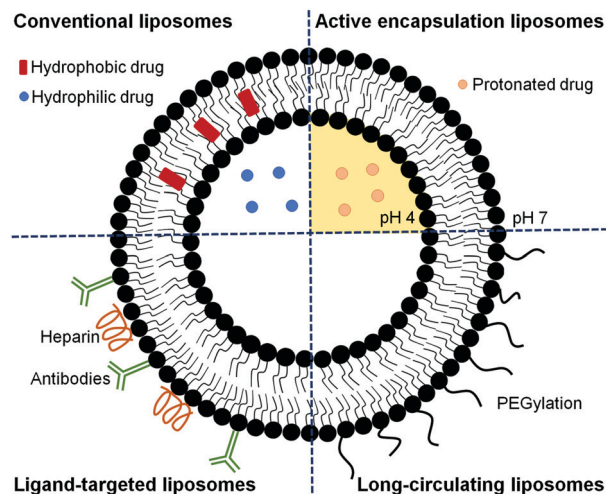 Conventional liposomes
Active encapsulation liposomes
Hydrophobic drug
Hydrophilic drug
Protonated drug
pH 4
pH 7
Heparin
Antibodies
PEGylation
Ligand-targeted liposomes
Long-circulating liposomes